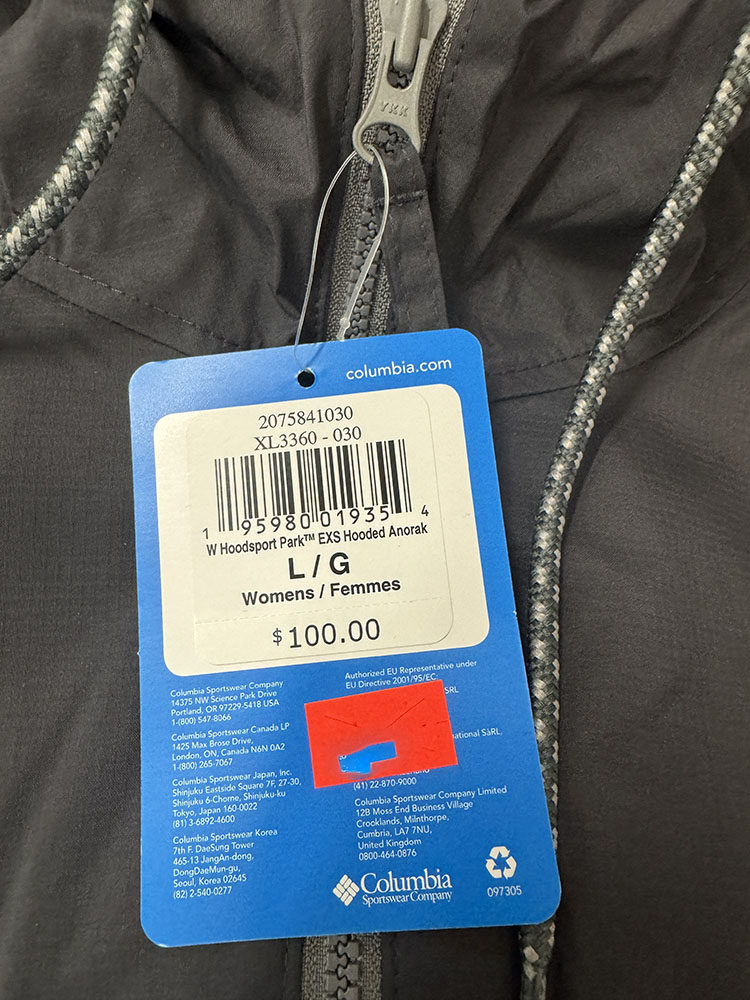 YKK
columbia.com
2075841030
XL3360 - 030
1 95980 01935 4
W Hoodsport Park™ EXS Hooded Anorak
L / G
Womens / Femmes
$100.00
Columbia Sportswear Company
14375 NW Science Park Drive
Portland, OR 97229-5418 USA
1-(800) 547-8066
Columbia Sportswear Canada LP
1425 Max Brose Drive,
London, ON, Canada N6N 0A2
1-(800) 265-7067
Columbia Sportswear Japan, Inc.
Shinjuku Eastside Square 7F, 27-30,
Shinjuku 6-Chome, Shinjuku-ku
Tokyo, Japan 160-0022
(81) 3-6892-4600
Columbia Sportswear Korea
7th F. DaeSung Tower
465-13 JangAn-dong,
DongDaeMun-gu,
Seoul, Korea 02645
(82) 2-540-0277
Authorized EU Representative under
EU Directive 2001/95/EC:
SRL
SàRL,
(41) 22-870-9000
Columbia Sportswear Company Limited
12B Moss End Business Village
Crooklands, Milnthorpe,
Cumbria, LA7 7NU,
United Kingdom
0800-464-0876
Columbia
Sportswear Company
097305